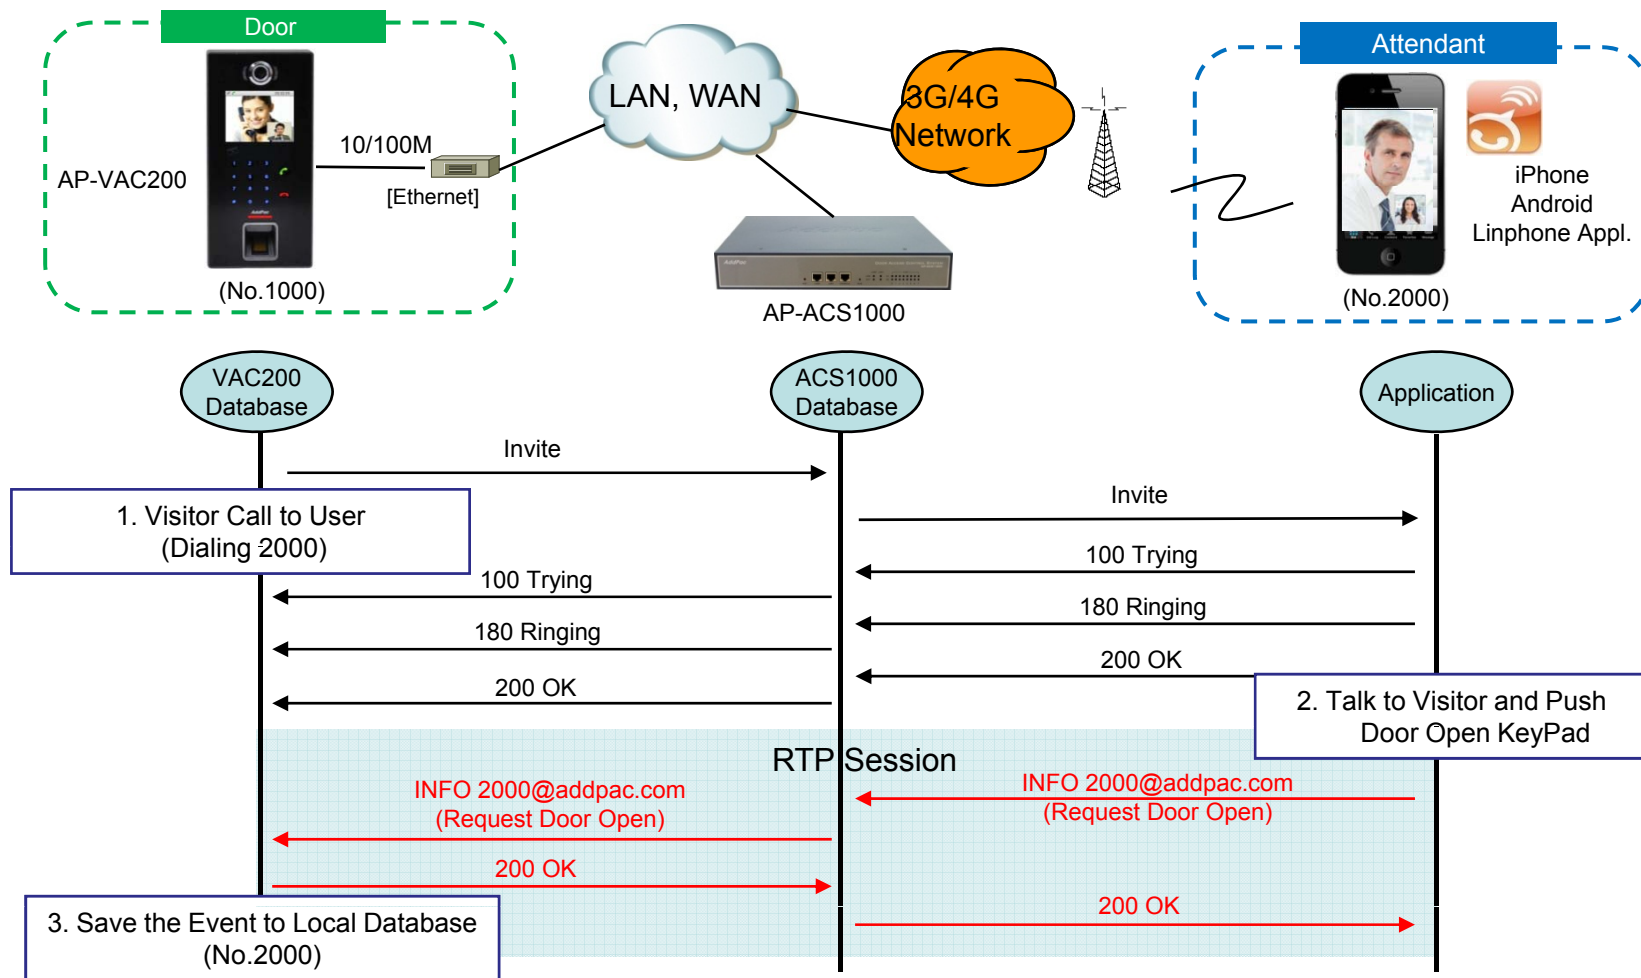 Door
Attendant
LAN, WAN
3G/4G
Network
10/100M
AP-VAC200
[Ethernet]
AddPac
AddPac
iPhone
Android
Linphone Appl.
(No.1000)
AP-ACS1000
(No.2000)
VAC200
Database
ACS1000
Database
Application
Invite
Invite
1. Visitor Call to User
(Dialing 2000)
100 Trying
100 Trying
180 Ringing
180 Ringing
200 OK
200 OK
2. Talk to Visitor and Push
Door Open KeyPad
RTP Session
INFO 2000@addpac.com
(Request Door Open)
INFO 2000@addpac.com
(Request Door Open)
200 OK
200 OK
3. Save the Event to Local Database
(No.2000)